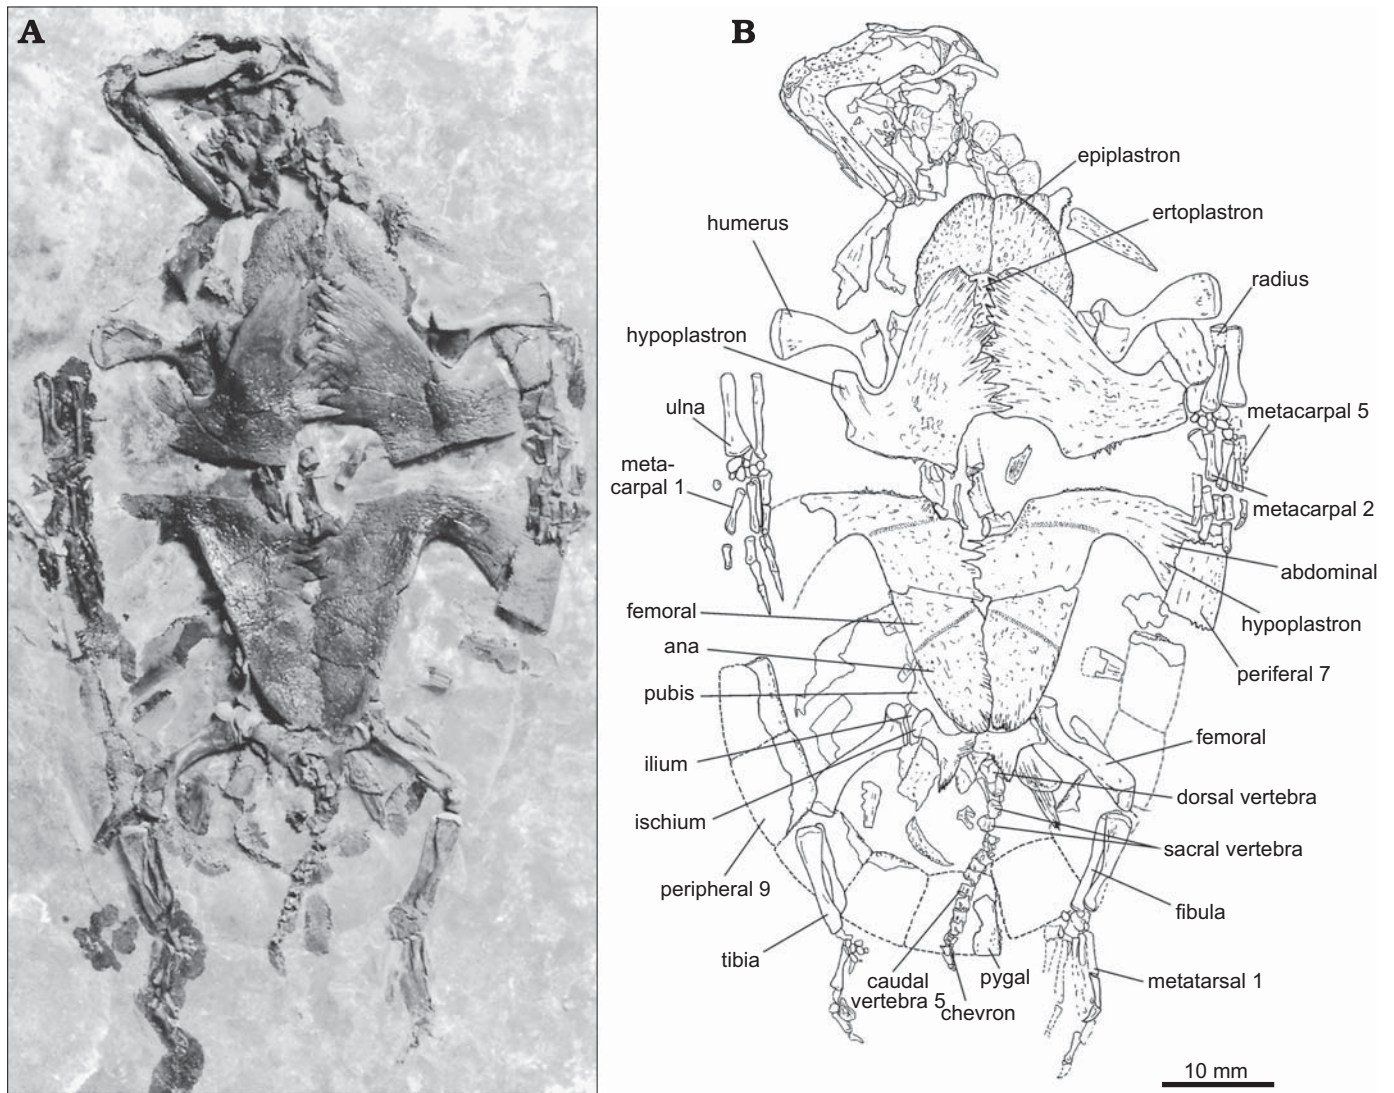 A
B
epiplastron
ertoplastron
humerus
radius
hypoplastron
ulna
metacarpal 5
meta-
carpal 1
metacarpal 2
abdominal
femoral
hypoplastron
ana
periferal 7
pubis
femoral
ilium
dorsal vertebra
ischium
sacral vertebra
peripheral 9
fibula
tibia
caudal
vertebra 5
pygal
metatarsal 1
chevron
10 mm